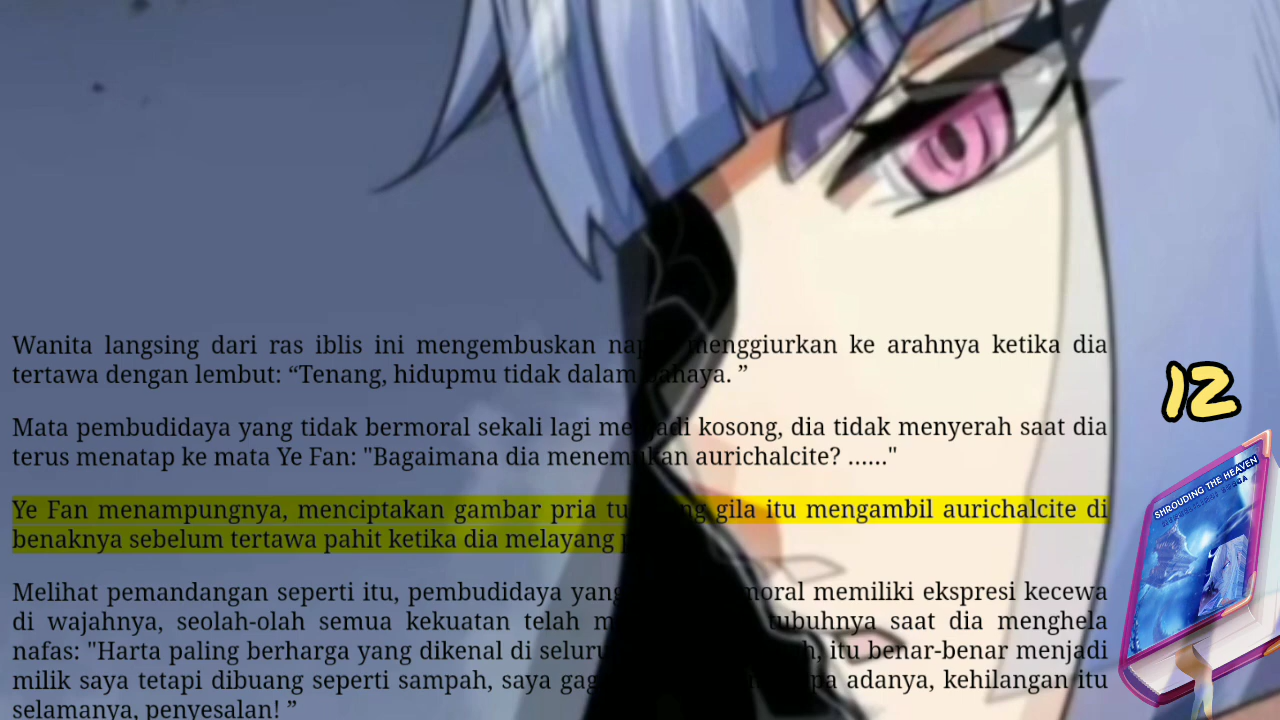 Wanita langsing dari ras iblis ini mengembuskan menggiurkan ke arahnya ketika dia
tertawa dengan lembut: “Tenang, hidupmu tidak dalam bahaya. ”
Mata pembudidaya yang tidak bermoral sekali lagi menjadi kosong, dia tidak menyerah saat dia
terus menatap ke mata Ye Fan: "Bagaimana dia menemukan aurichalcite? ……"
Ye Fan menampungnya, menciptakan gambar pria gila itu mengambil aurichalcite di
benaknya sebelum tertawa pahit ketika dia melayang
Melihat pemandangan seperti itu, pembudidaya yang moral memiliki ekspresi kecewa
di wajahnya, seolah-olah semua kekuatan telah tubuhnya saat dia menghela
nafas: "Harta paling berharga yang dikenal di itu benar-benar menjadi
milik saya tetapi dibuang seperti sampah, saya adanya, kehilangan itu
selamanya, penyesalan! ”
12
SHROUDING THE HEAVEN